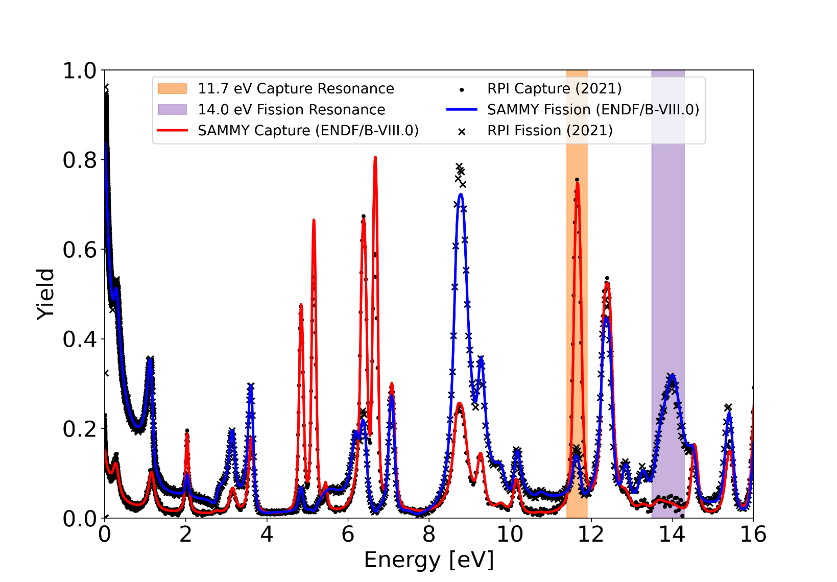 1.0
0.8
0.6
0.4
0.2
0.0
Yield
11.7 eV Capture Resonance
14.0 eV Fission Resonance
SAMMY Capture (ENDF/B-VIII.0)
RPI Capture (2021)
SAMMY Fission (ENDF/B-VIII.0)
RPI Fission (2021)
0 2 4 6 8 10 12 14 16
Energy [eV]